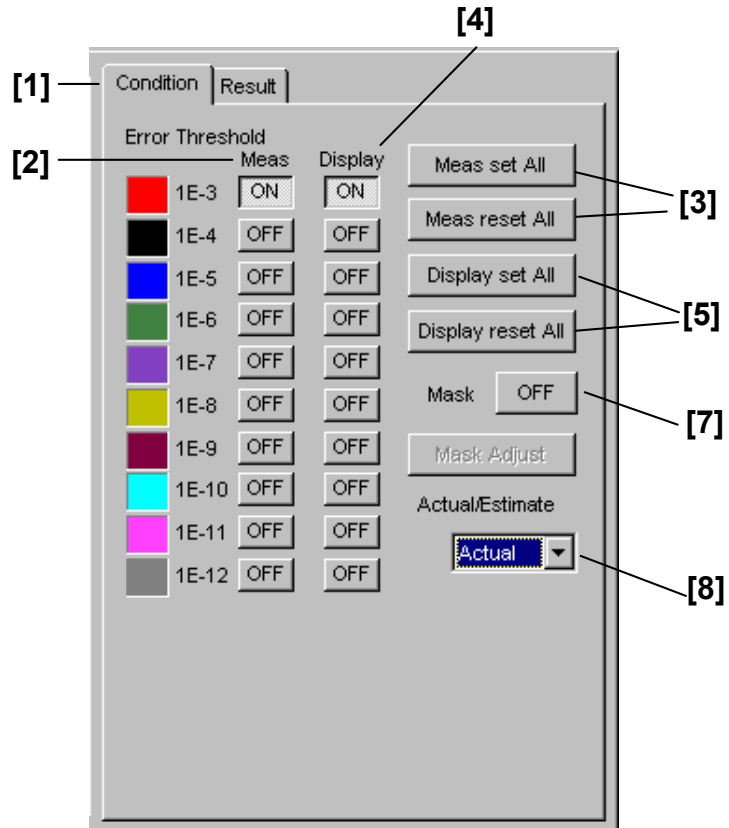 [4]
[1] Condition Result
Error Threshold
[2] Meas Display Meas set All
1E-3 ON ON [3]
1E-4 OFF OFF Meas reset All
1E-5 OFF OFF Display set All
1E-6 OFF OFF [5]
Display reset All
1E-7 OFF OFF
1E-8 OFF OFF Mask OFF
[7]
1E-9 OFF OFF Mask Adjust
1E-10 OFF OFF Actual/Estimate
1E-11 OFF OFF Actual
1E-12 OFF OFF [8]